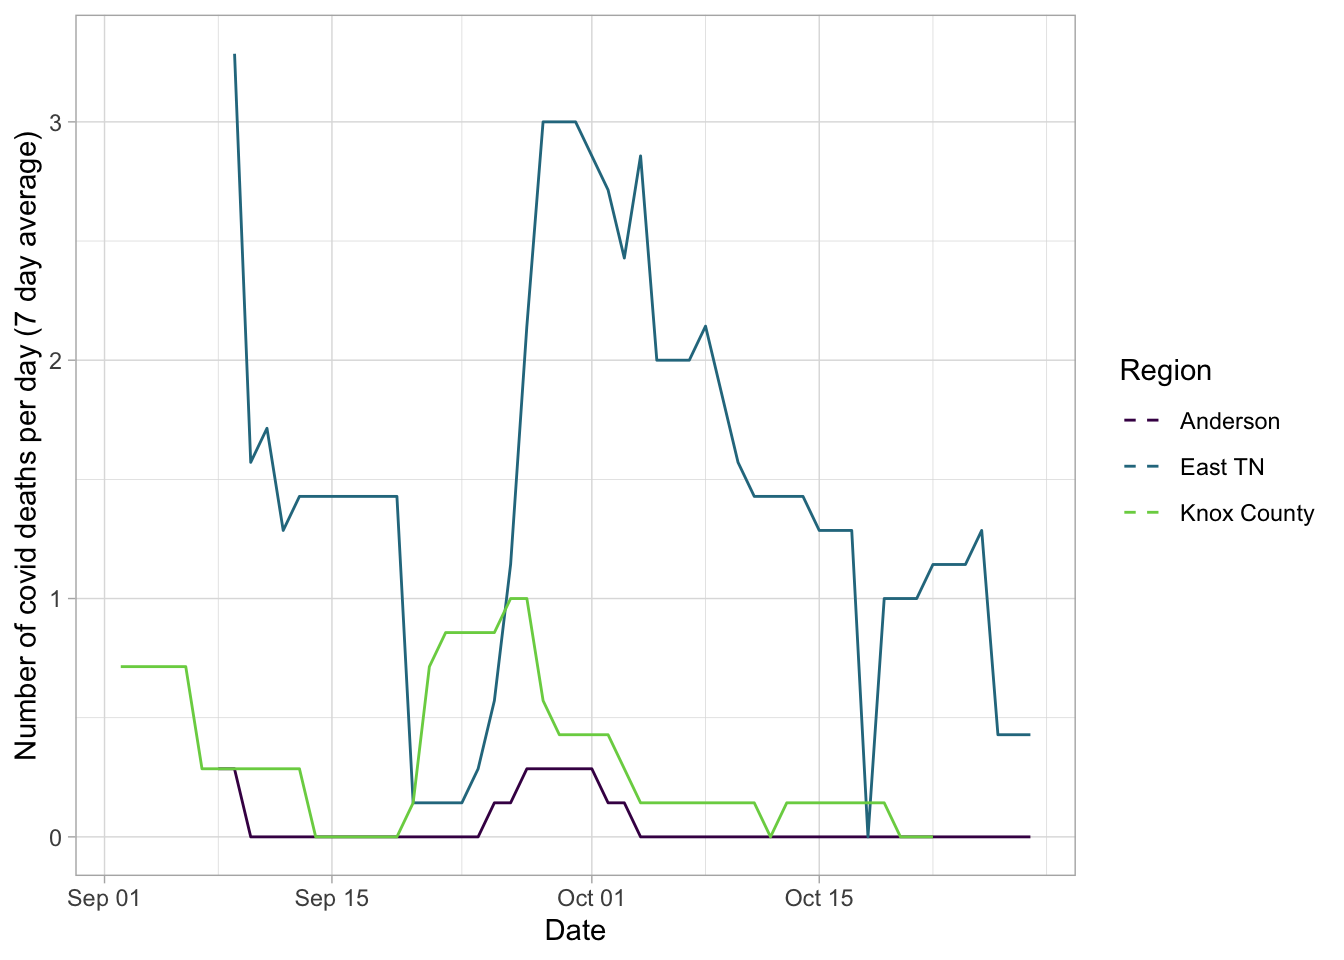 Number of covid deaths per day (7 day average)
3
2
1
0
Sep 01
Sep 15
Oct 01
Oct 15
Date
Region
Anderson
East TN
Knox County